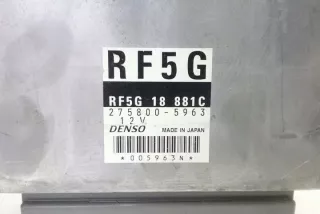 RF5G
RF5G 18 881C
275800-5963
12V
DENSO MADE IN JAPAN
*005963N*